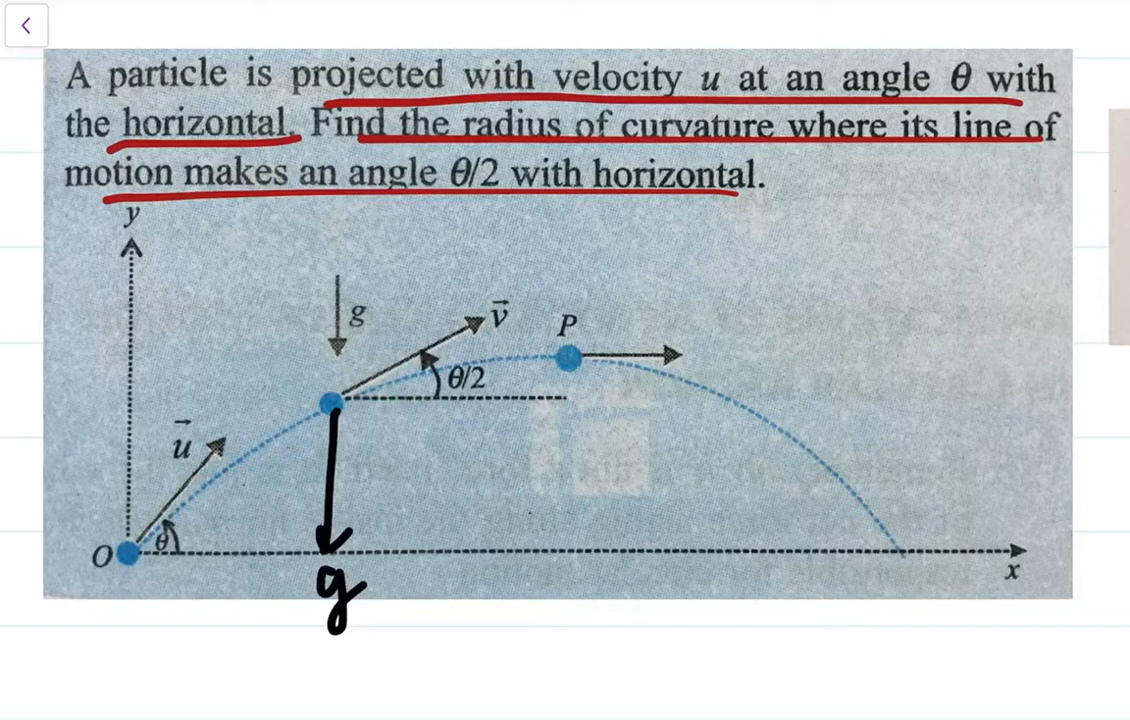 A particle is projected with velocity u at an angle θ with
the horizontal. Find the radius of curvature where its line of
motion makes an angle θ/2 with horizontal.
y
g
v
P
θ/2
u
θ
O
x
g